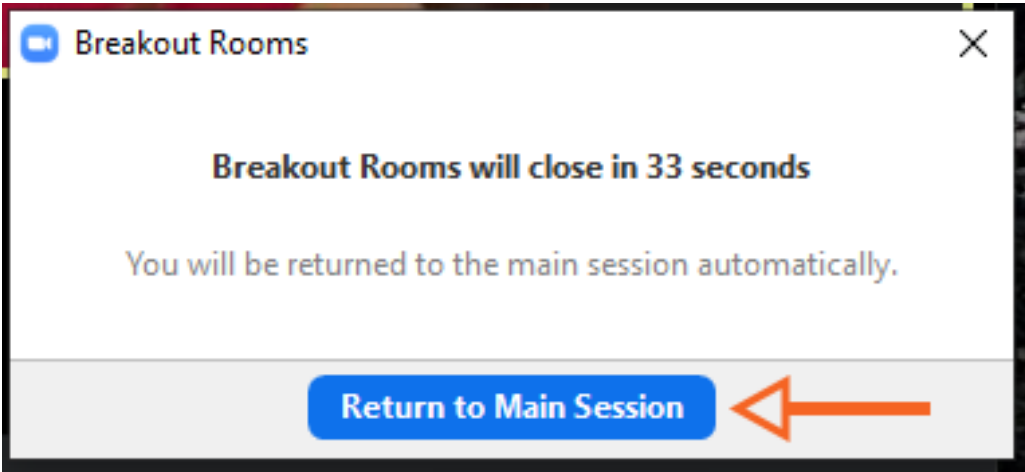 Breakout Rooms
Breakout Rooms will close in 33 seconds
You will be returned to the main session automatically.
Return to Main Session